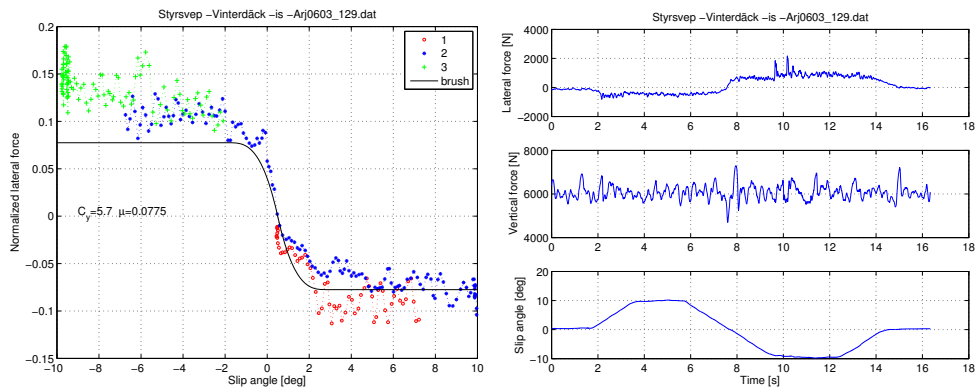 Styrsvep −Vinterdäck −is −Arj0603_129.dat
0.2
0.15
0.1
0.05
0
−0.05
−0.1
−0.15
Normalized lateral force
−10 −8 −6 −4 −2 0 2 4 6 8 10
Slip angle [deg]
1
2
3
brush
Cy=5.7 μ=0.0775
Styrsvep −Vinterdäck −is −Arj0603_129.dat
4000
2000
0
−2000
Lateral force [N]
0 2 4 6 8 10 12 14 16 18
8000
6000
4000
Vertical force [N]
0 2 4 6 8 10 12 14 16 18
20
10
0
−10
Slip angle [deg]
0 2 4 6 8 10 12 14 16 18
Time [s]